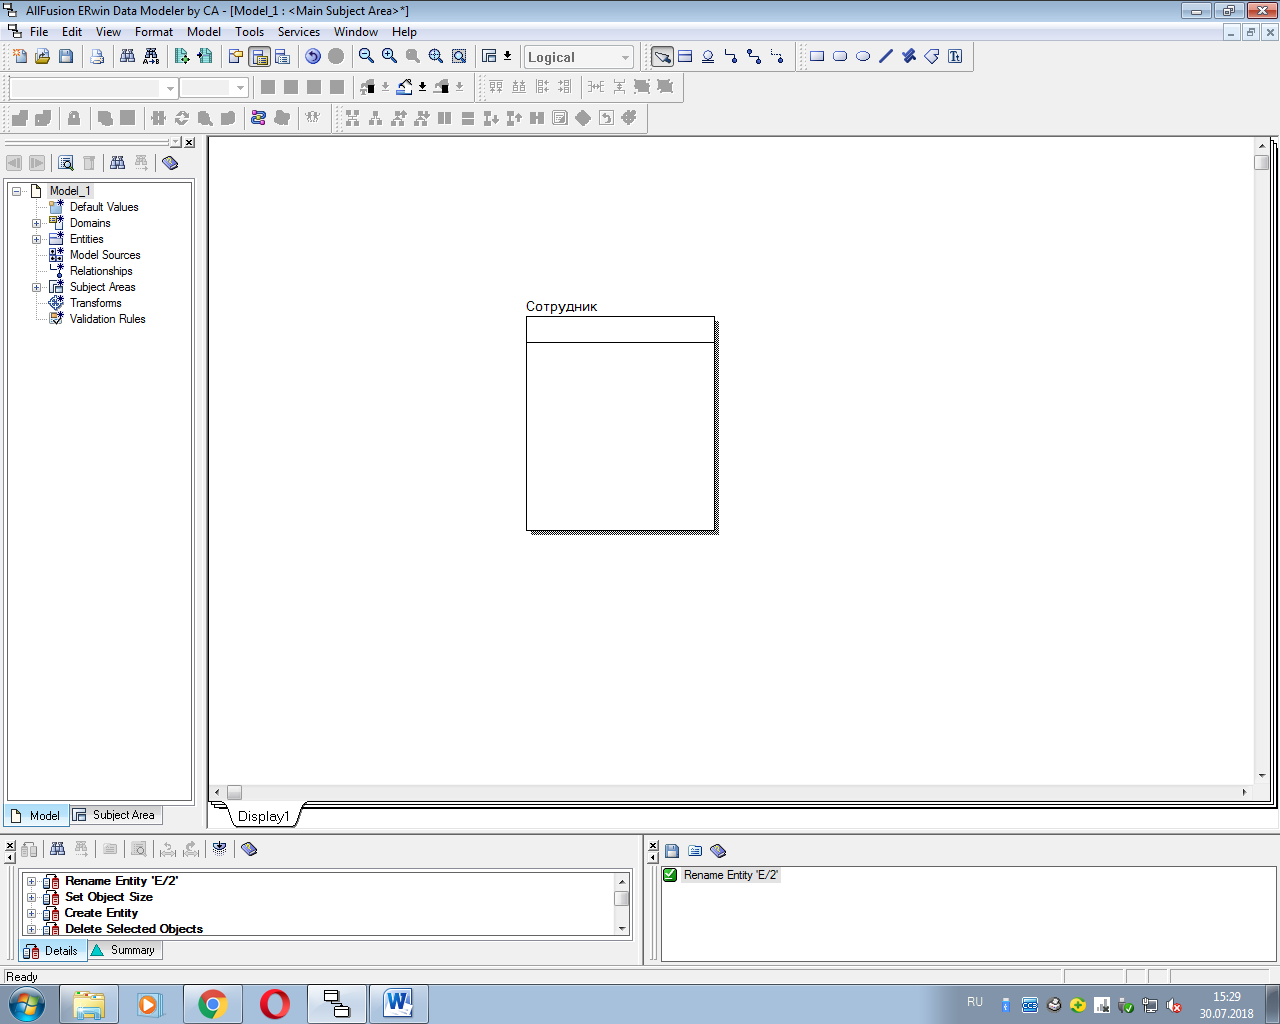 AllFusion ERwin Data Modeler by CA - [Model_1 : <Main Subject Area>*]
File Edit View Format Model Tools Services Window Help
Logical
Model_1
Default Values
Domains
Entities
Model Sources
Relationships
Subject Areas
Transforms
Validation Rules
Сотрудник
Model Subject Area
Display1
Rename Entity 'E/2'
Set Object Size
Create Entity
Delete Selected Objects
Details Summary
Rename Entity 'E/2'
Ready
RU
15:29
30.07.2018